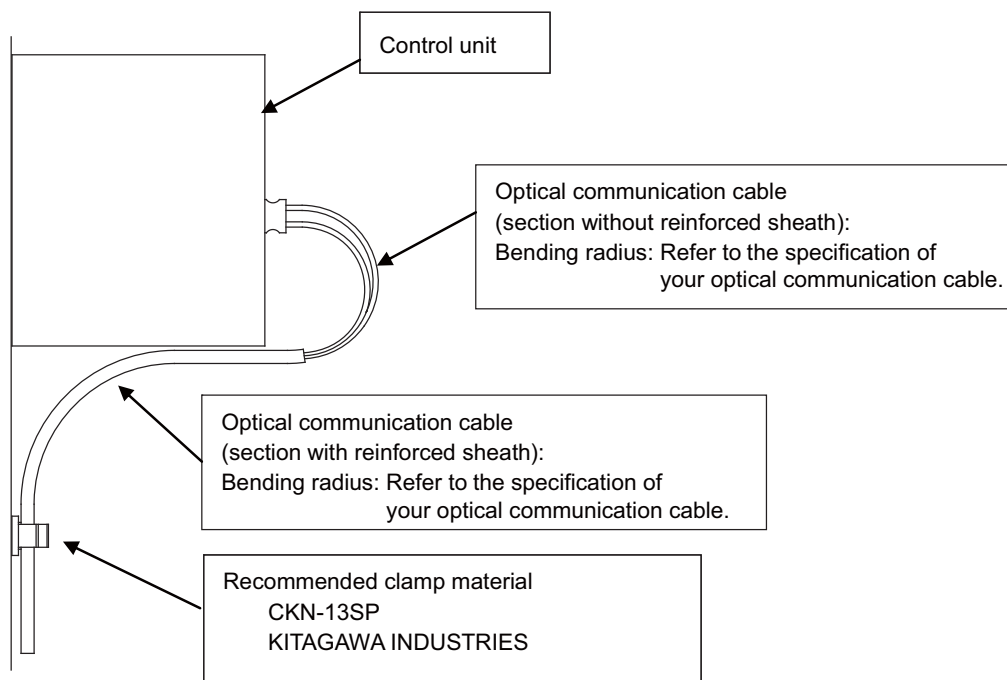 Control unit
Optical communication cable
(section without reinforced sheath):
Bending radius: Refer to the specification of
your optical communication cable.
Optical communication cable
(section with reinforced sheath):
Bending radius: Refer to the specification of
your optical communication cable.
Recommended clamp material
CKN-13SP
KITAGAWA INDUSTRIES